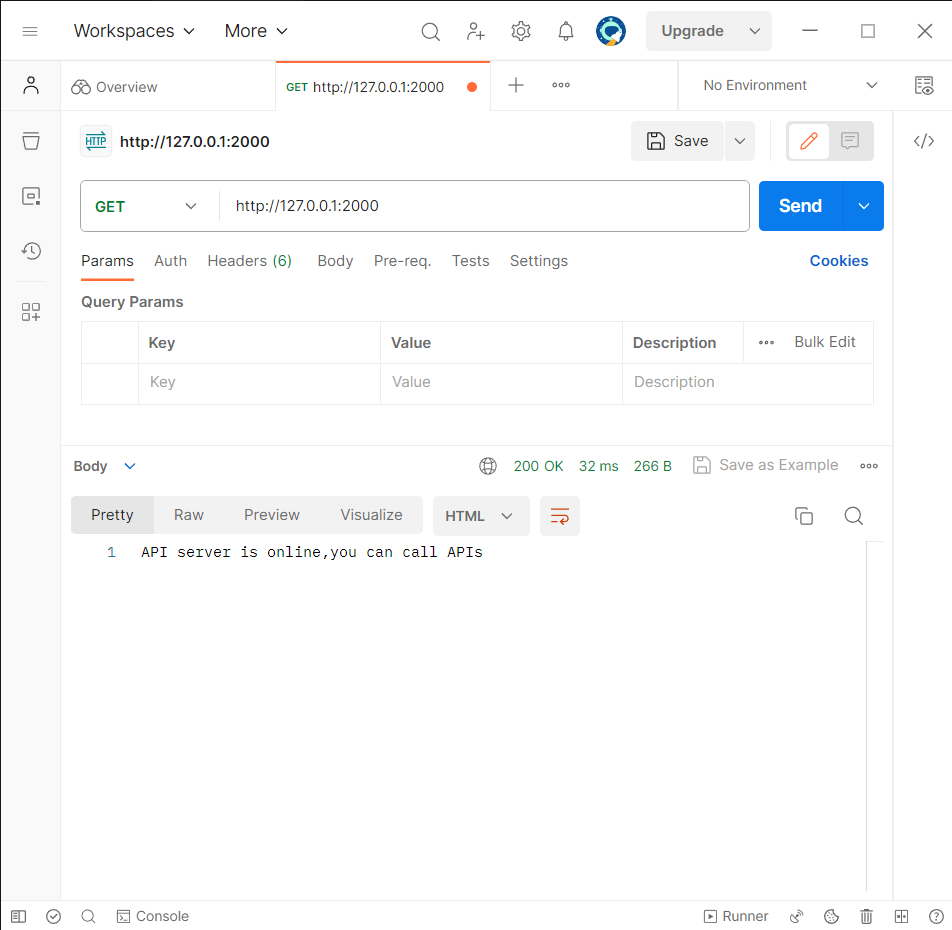 Workspaces More Upgrade
Overview GET http://127.0.0.1:2000 No Environment
HTTP http://127.0.0.1:2000 Save
GET http://127.0.0.1:2000 Send
Params Auth Headers (6) Body Pre-req. Tests Settings Cookies
Query Params
Key Value Description Bulk Edit
Key Value Description
Body 200 OK 32 ms 266 B Save as Example
Pretty Raw Preview Visualize HTML
1 API server is online,you can call APIs
Console Runner